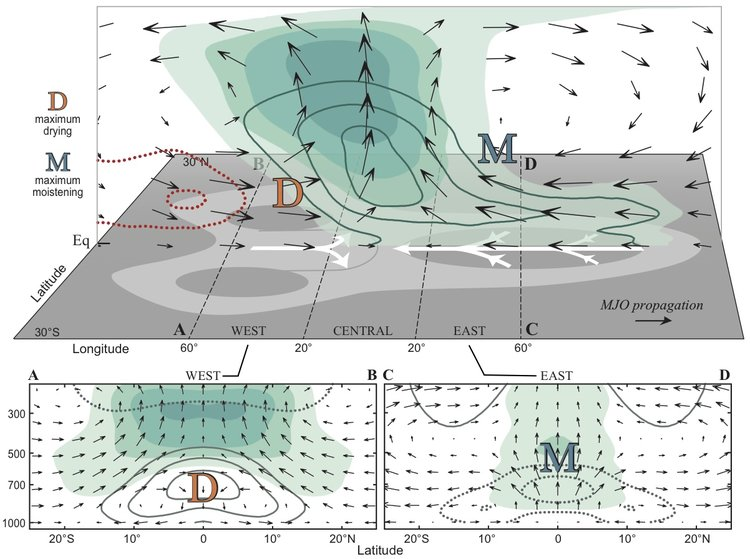 D
maximum
drying
M
maximum
moistening
30°N
B
M
D
D
Eq
Latitude
MJO propagation
30°S
A
WEST
CENTRAL
EAST
C
Longitude
60°
20°
20°
60°
A
WEST
B
C
EAST
D
300
500
700
1000
M
D
20°S
10°
0
10°
20°N
20°S
10°
0
10°
20°N
Latitude